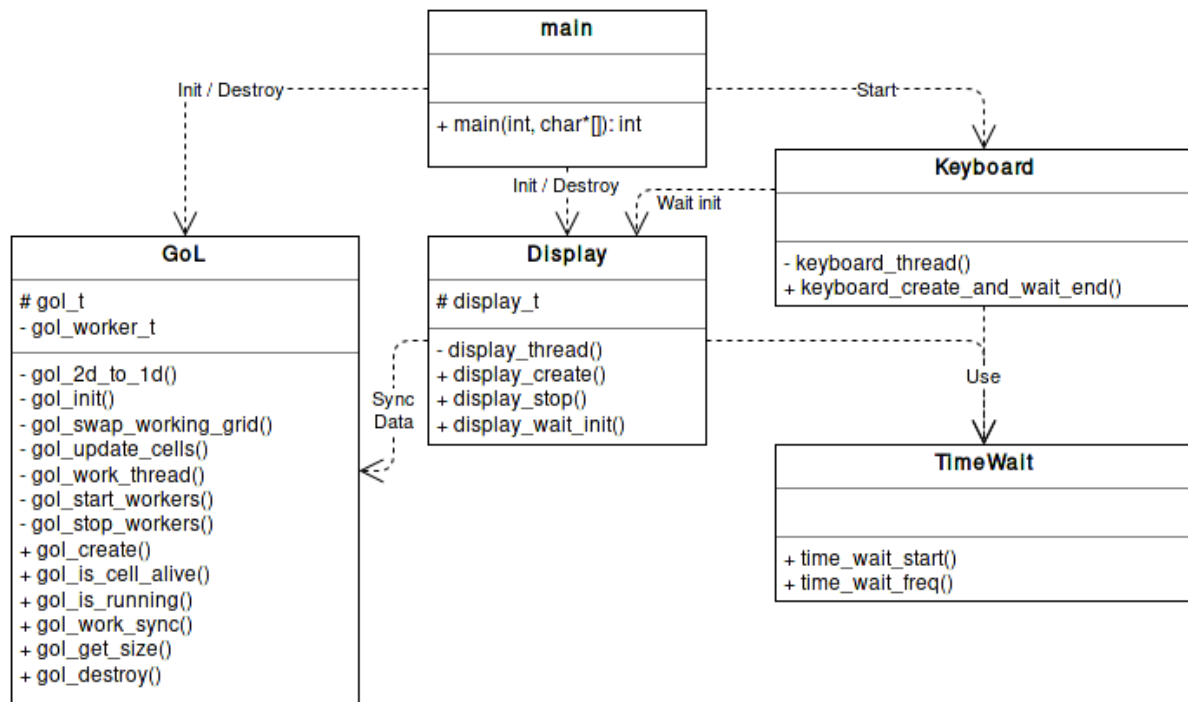 main
+ main(int, char*[]): int
Init / Destroy
Start
Init / Destroy
Wait init
Keyboard
- keyboard_thread()
+ keyboard_create_and_wait_end()
GoL
# gol_t
- gol_worker_t
- gol_2d_to_1d()
- gol_init()
- gol_swap_working_grid()
- gol_update_cells()
- gol_work_thread()
- gol_start_workers()
- gol_stop_workers()
+ gol_create()
+ gol_is_cell_alive()
+ gol_is_running()
+ gol_work_sync()
+ gol_get_size()
+ gol_destroy()
Display
# display_t
- display_thread()
+ display_create()
+ display_stop()
+ display_wait_init()
Sync
Data
Use
TimeWait
+ time_wait_start()
+ time_wait_freq()